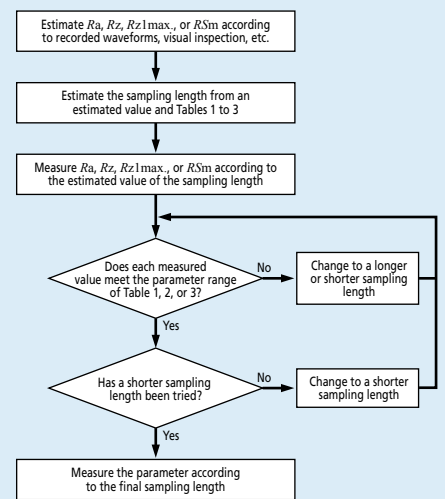 Estimate Ra, Rz, Rz1max., or RSm according
to recorded waveforms, visual inspection, etc.
Estimate the sampling length from an
estimated value and Tables 1 to 3
Measure Ra, Rz, Rz1max., or RSm according to
the estimated value of the sampling length
Does each measured
value meet the parameter range
of Table 1, 2, or 3?
No
Change to a longer
or shorter sampling
length
Yes
Has a shorter sampling
length been tried?
No
Change to a shorter
sampling length
Yes
Measure the parameter according
to the final sampling length